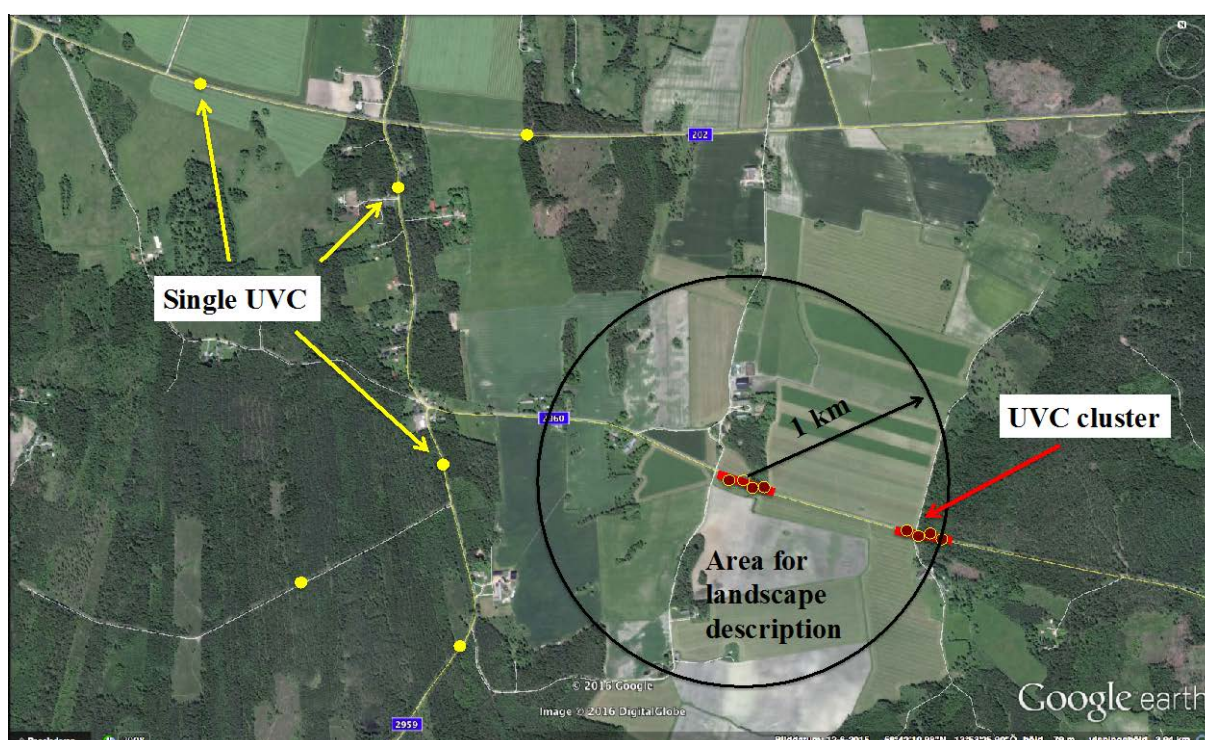 202
Single UVC
2060
1 km
UVC cluster
Area for
landscape
description
© 2016 Google
Image © 2016 DigitalGlobe
Google earth
2959